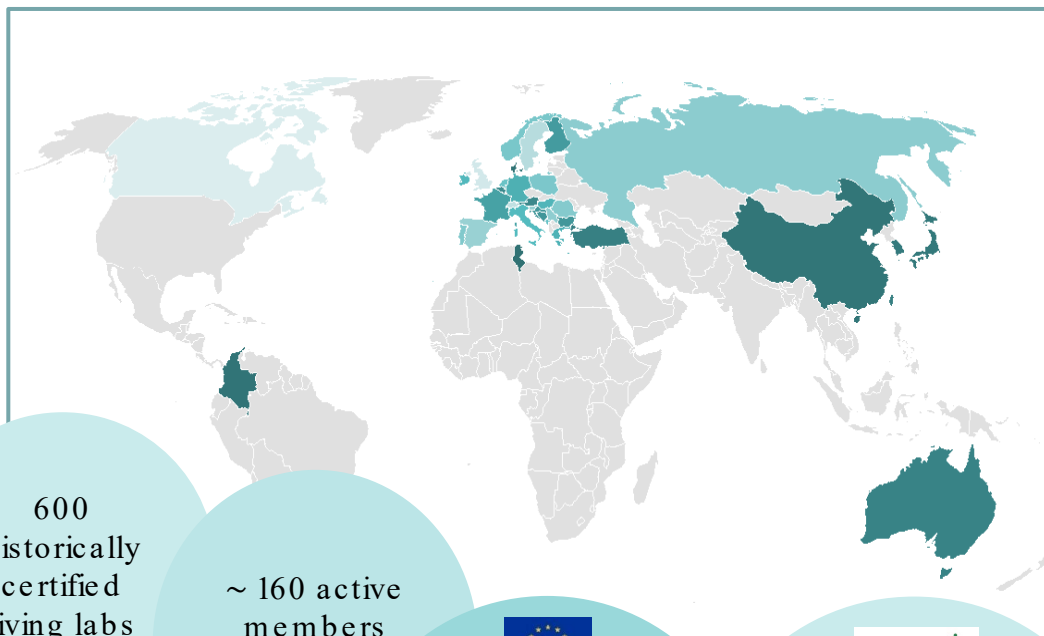 600
istorically
certified
iving labs
~ 160 active
members